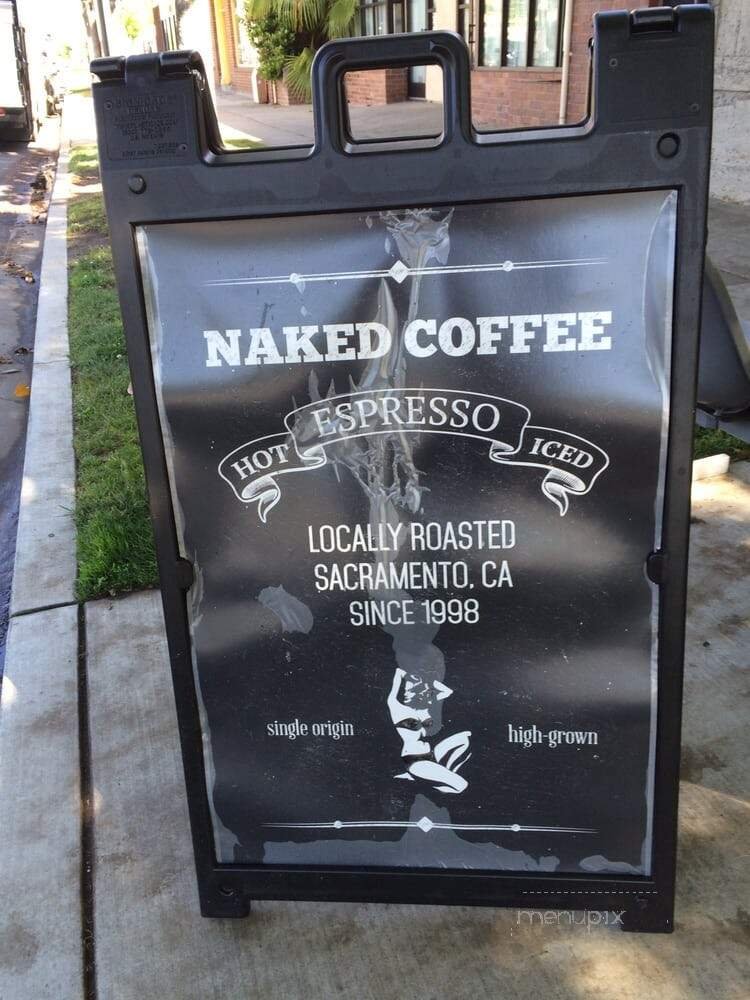 NAKED COFFEE
HOT ESPRESSO ICED
LOCALLY ROASTED
SACRAMENTO, CA
SINCE 1998
single origin
high-grown
menupix